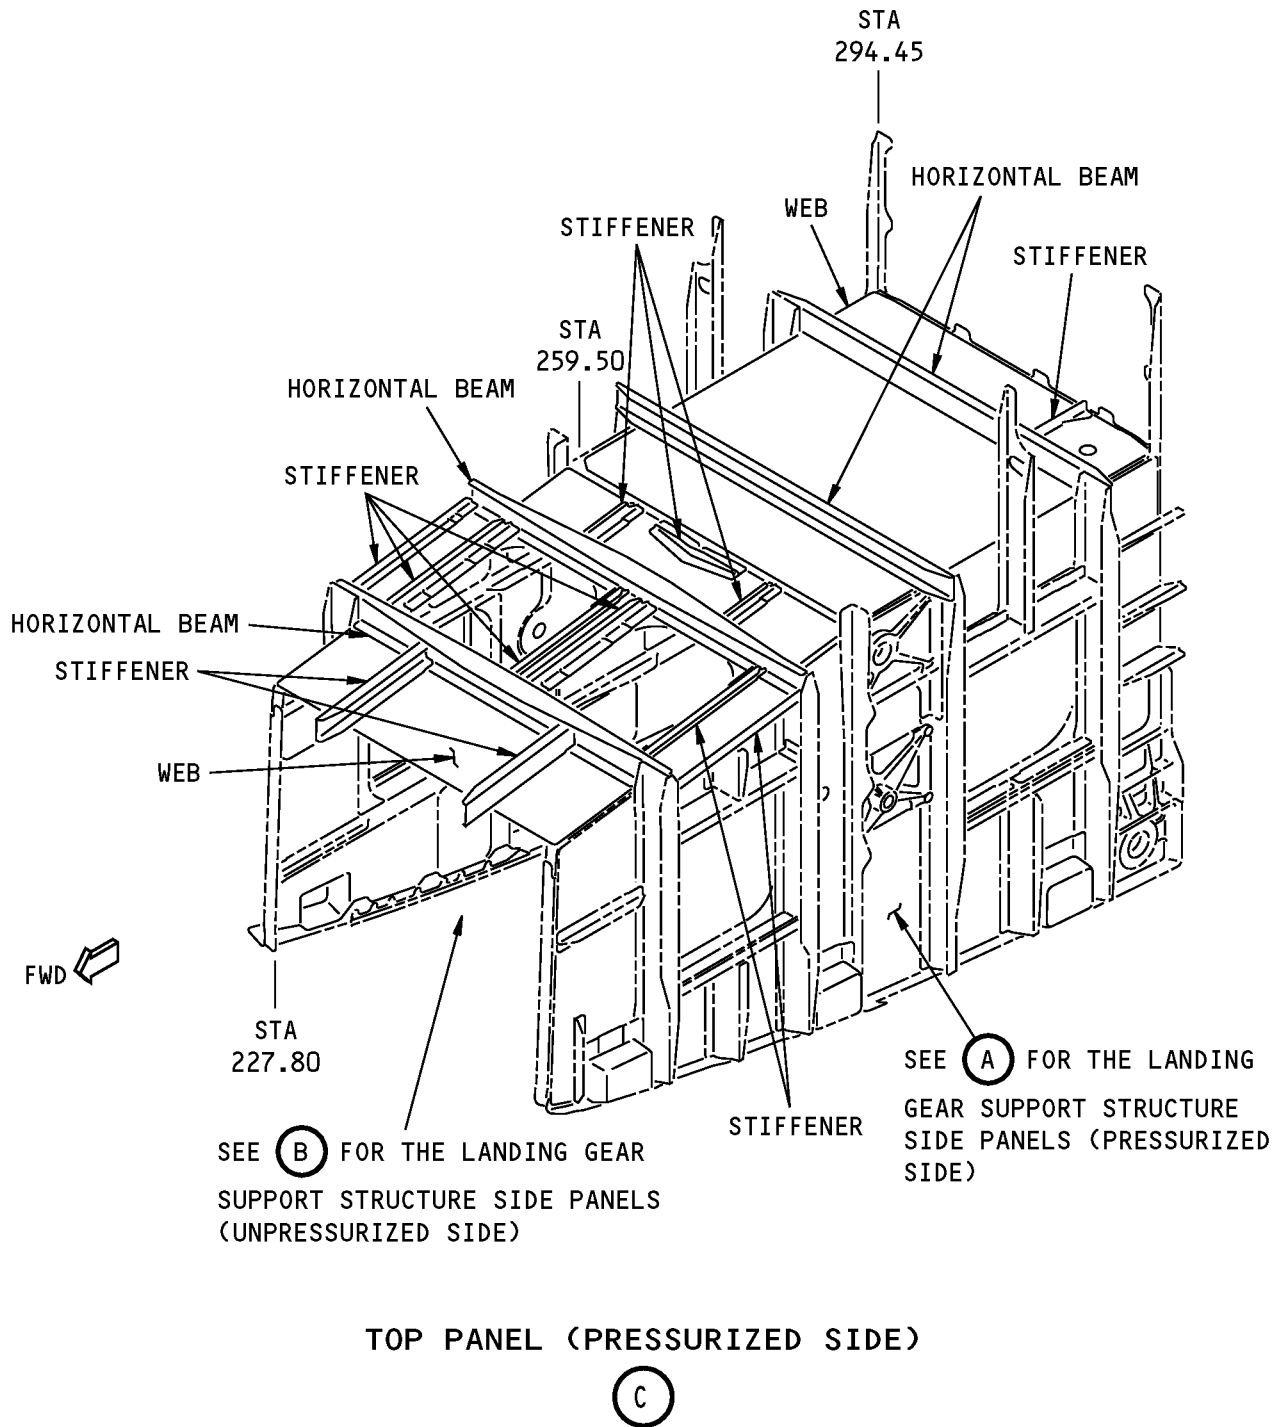 STA
294.45
HORIZONTAL BEAM
WEB
STIFFENER
STIFFENER
STA
259.50
HORIZONTAL BEAM
STIFFENER
HORIZONTAL BEAM
STIFFENER
WEB
FWD
STA
227.80
SEE A FOR THE LANDING
GEAR SUPPORT STRUCTURE
SIDE PANELS (PRESSURIZED
SIDE)
STIFFENER
SEE B FOR THE LANDING GEAR
SUPPORT STRUCTURE SIDE PANELS
(UNPRESSURIZED SIDE)
TOP PANEL (PRESSURIZED SIDE)
C